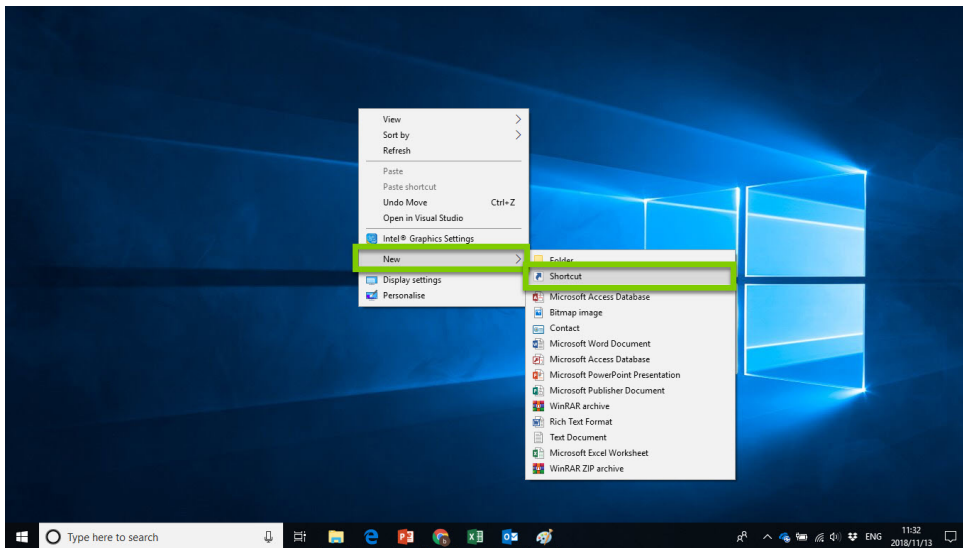 View
Sort by
Refresh
Paste
Paste shortcut
Undo Move Ctrl+Z
Open in Visual Studio
Intel® Graphics Settings
New
Display settings
Personalise
Folder
Shortcut
Microsoft Access Database
Bitmap image
Contact
Microsoft Word Document
Microsoft Access Database
Microsoft PowerPoint Presentation
Microsoft Publisher Document
WinRAR archive
Rich Text Format
Text Document
Microsoft Excel Worksheet
WinRAR ZIP archive
Type here to search
ENG
11:32
2018/11/13